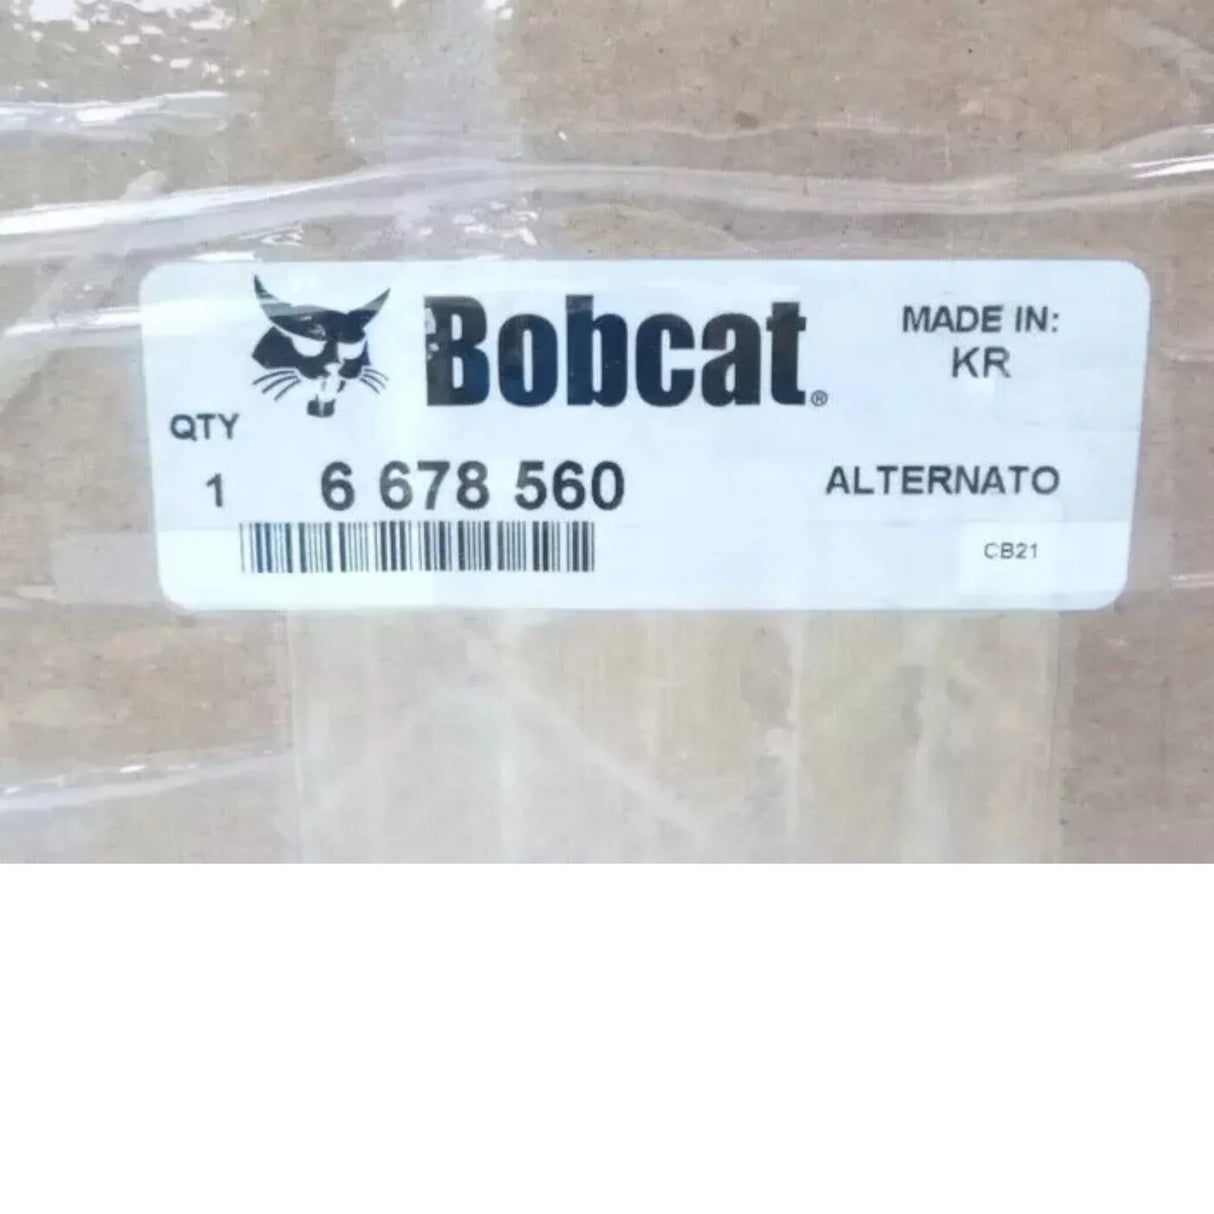 Bobcat®
MADE IN:
KR
QTY
1 6 678 560 ALTERNATO
CB21